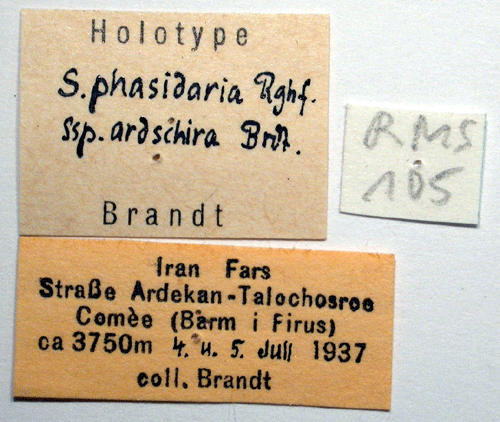 Holotype
S. phasidaria Rghf.
ssp. ardschira Brdt.
Brandt
RMS
105
Iran Fars
Straße Ardekan-Talochosroe
Comèe (Barm i Firus)
ca 3750m 4. u. 5. Juli 1937
coll. Brandt